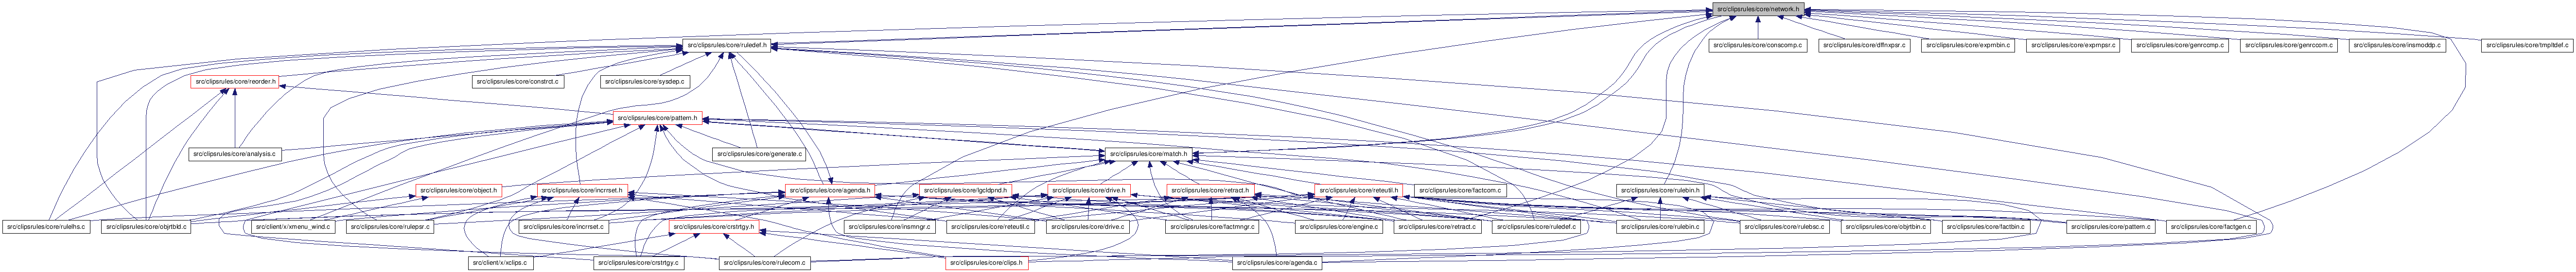 src/clipsrules/core/network.h
src/clipsrules/core/ruledef.h
src/clipsrules/core/conscomp.c
src/clipsrules/core/dffnxpsr.c
src/clipsrules/core/exprnbin.c
src/clipsrules/core/exprnpsr.c
src/clipsrules/core/genrccmp.c
src/clipsrules/core/genrccom.c
src/clipsrules/core/insmoddp.c
src/clipsrules/core/tmpltdef.c
src/clipsrules/core/reorder.h
src/clipsrules/core/constrct.c
src/clipsrules/core/sysdep.c
src/clipsrules/core/pattern.h
src/clipsrules/core/analysis.c
src/clipsrules/core/generate.c
src/clipsrules/core/match.h
src/clipsrules/core/object.h
src/clipsrules/core/incrrset.h
src/clipsrules/core/agenda.h
src/clipsrules/core/lgcldpnd.h
src/clipsrules/core/drive.h
src/clipsrules/core/retract.h
src/clipsrules/core/reteutil.h
src/clipsrules/core/factcom.c
src/clipsrules/core/rulebin.h
src/clipsrules/core/rulelhs.c
src/clipsrules/core/objrtbld.c
src/client/x/xmenu_wind.c
src/clipsrules/core/rulepsr.c
src/clipsrules/core/incrrset.c
src/clipsrules/core/crstrtgy.h
src/clipsrules/core/insmngr.c
src/clipsrules/core/reteutil.c
src/clipsrules/core/drive.c
src/clipsrules/core/factmngr.c
src/clipsrules/core/engine.c
src/clipsrules/core/retract.c
src/clipsrules/core/ruledef.c
src/clipsrules/core/rulebin.c
src/clipsrules/core/rulebsc.c
src/clipsrules/core/objrtbin.c
src/clipsrules/core/factbin.c
src/clipsrules/core/pattern.c
src/clipsrules/core/factgen.c
src/client/x/xclips.c
src/clipsrules/core/crstrtgy.c
src/clipsrules/core/rulecom.c
src/clipsrules/core/clips.h
src/clipsrules/core/agenda.c